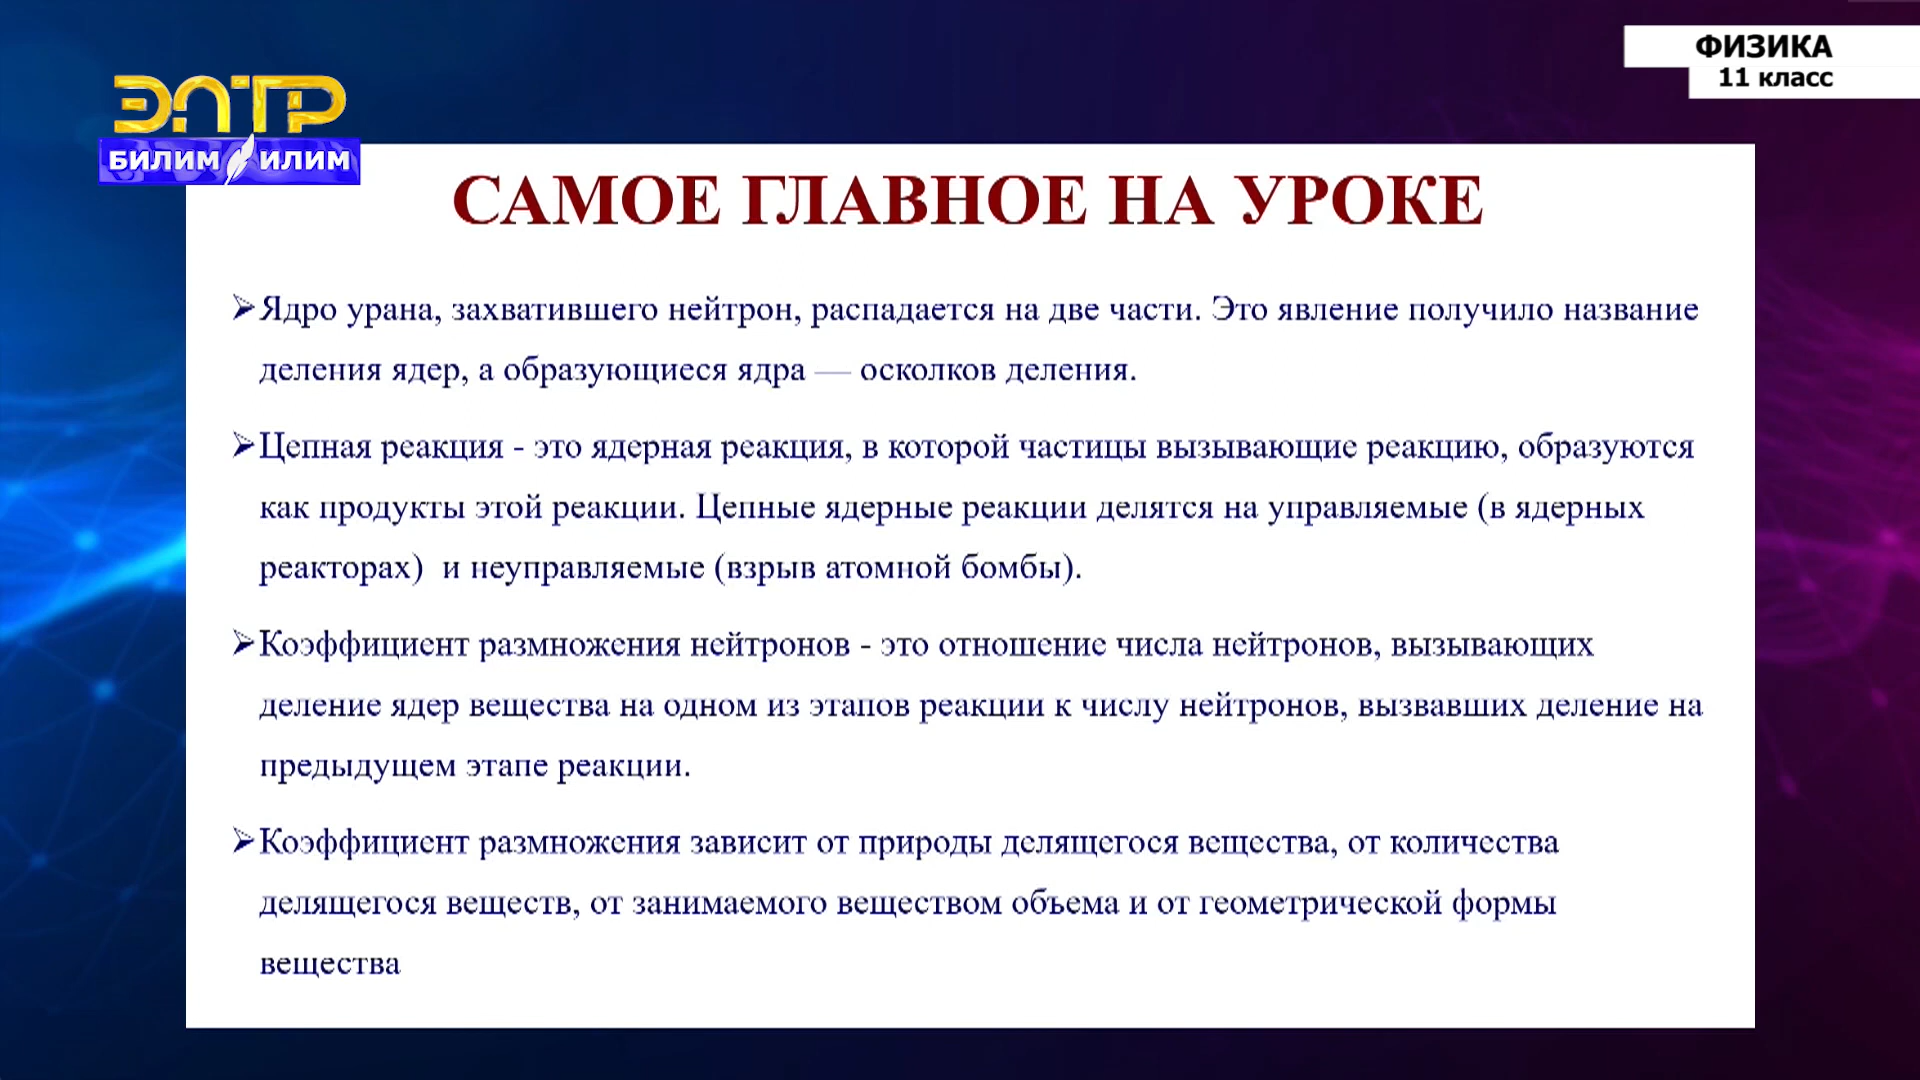 ФИЗИКА
11 класс
ЭЛТР
БИЛИМ ИЛИМ
САМОЕ ГЛАВНОЕ НА УРОКЕ
Ядро урана, захватившего нейтрон, распадается на две части. Это явление получило название
деления ядер, а образующиеся ядра — осколков деления.
Цепная реакция - это ядерная реакция, в которой частицы вызывающие реакцию, образуются
как продукты этой реакции. Цепные ядерные реакции делятся на управляемые (в ядерных
реакторах) и неуправляемые (взрыв атомной бомбы).
Коэффициент размножения нейтронов - это отношение числа нейтронов, вызывающих
деление ядер вещества на одном из этапов реакции к числу нейтронов, вызвавших деление на
предыдущем этапе реакции.
Коэффициент размножения зависит от природы делящегося вещества, от количества
делящегося веществ, от занимаемого веществом объема и от геометрической формы
вещества